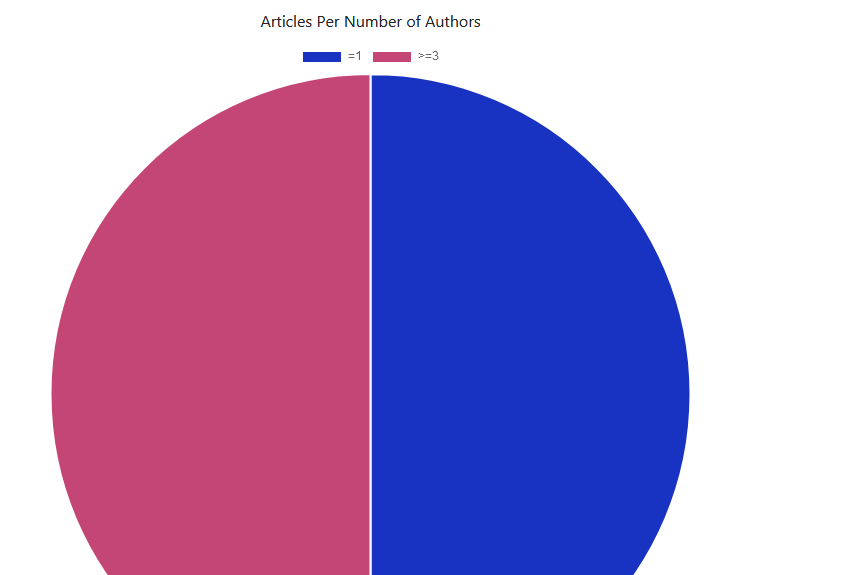 Articles Per Number of Authors
=1 >=3